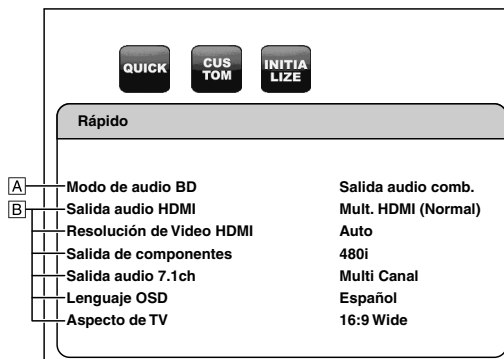 QUICK CUS TOM INITIA LIZE
Rápido
A Modo de audio BD Salida audio comb.
B Salida audio HDMI Mult. HDMI (Normal)
Resolución de Video HDMI Auto
Salida de componentes 480i
Salida audio 7.1ch Multi Canal
Lenguaje OSD Español
Aspecto de TV 16:9 Wide